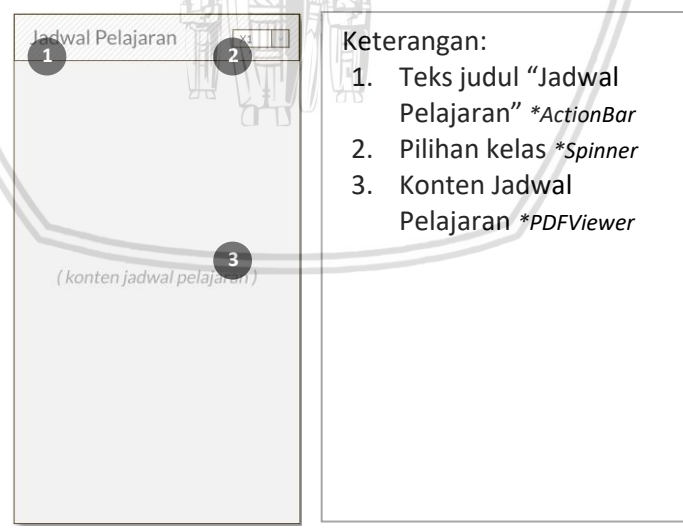 Jadwal Pelajaran
X1
1
2
3
( konten jadwal pelajaran )
Keterangan:
1. Teks judul “Jadwal
Pelajaran” *ActionBar
2. Pilihan kelas *Spinner
3. Konten Jadwal
Pelajaran *PDFViewer